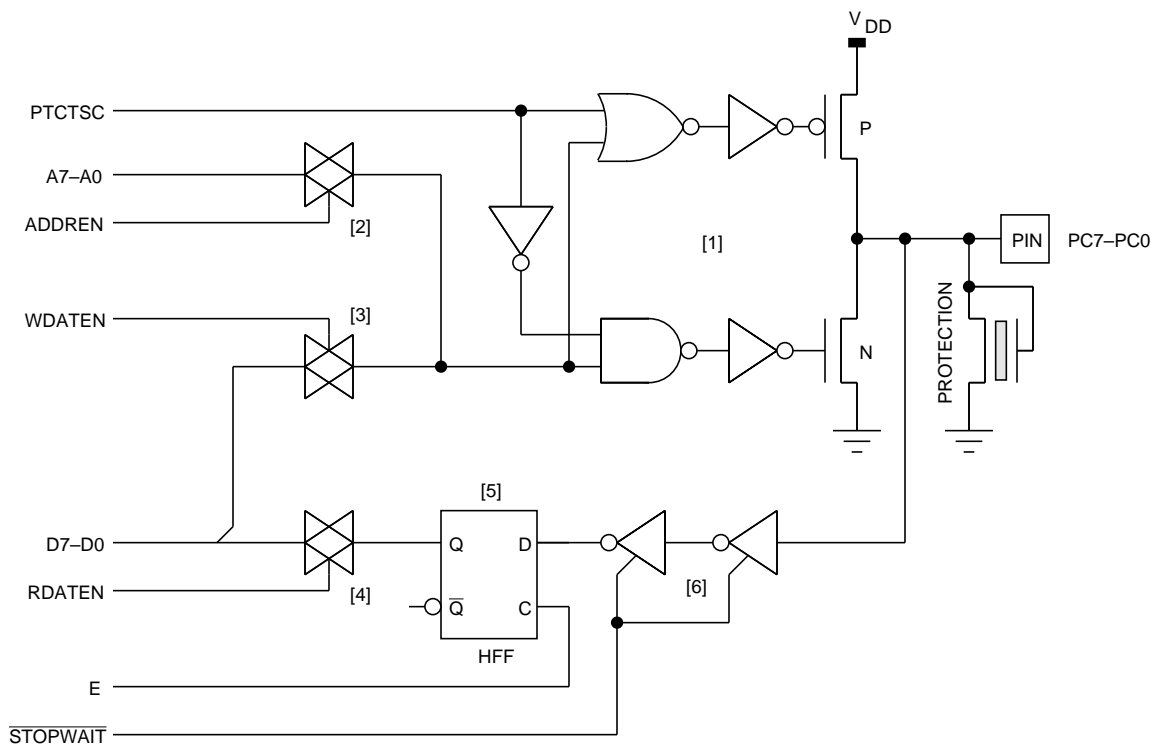 V DD
PTCTSC
P
A7–A0
ADDREN
[2]
[1]
PIN
PC7–PC0
WDATEN
[3]
N
PROTECTION
[5]
D7–D0
Q
D
[6]
RDATEN
[4]
Q
C
HFF
E
STOPWAIT